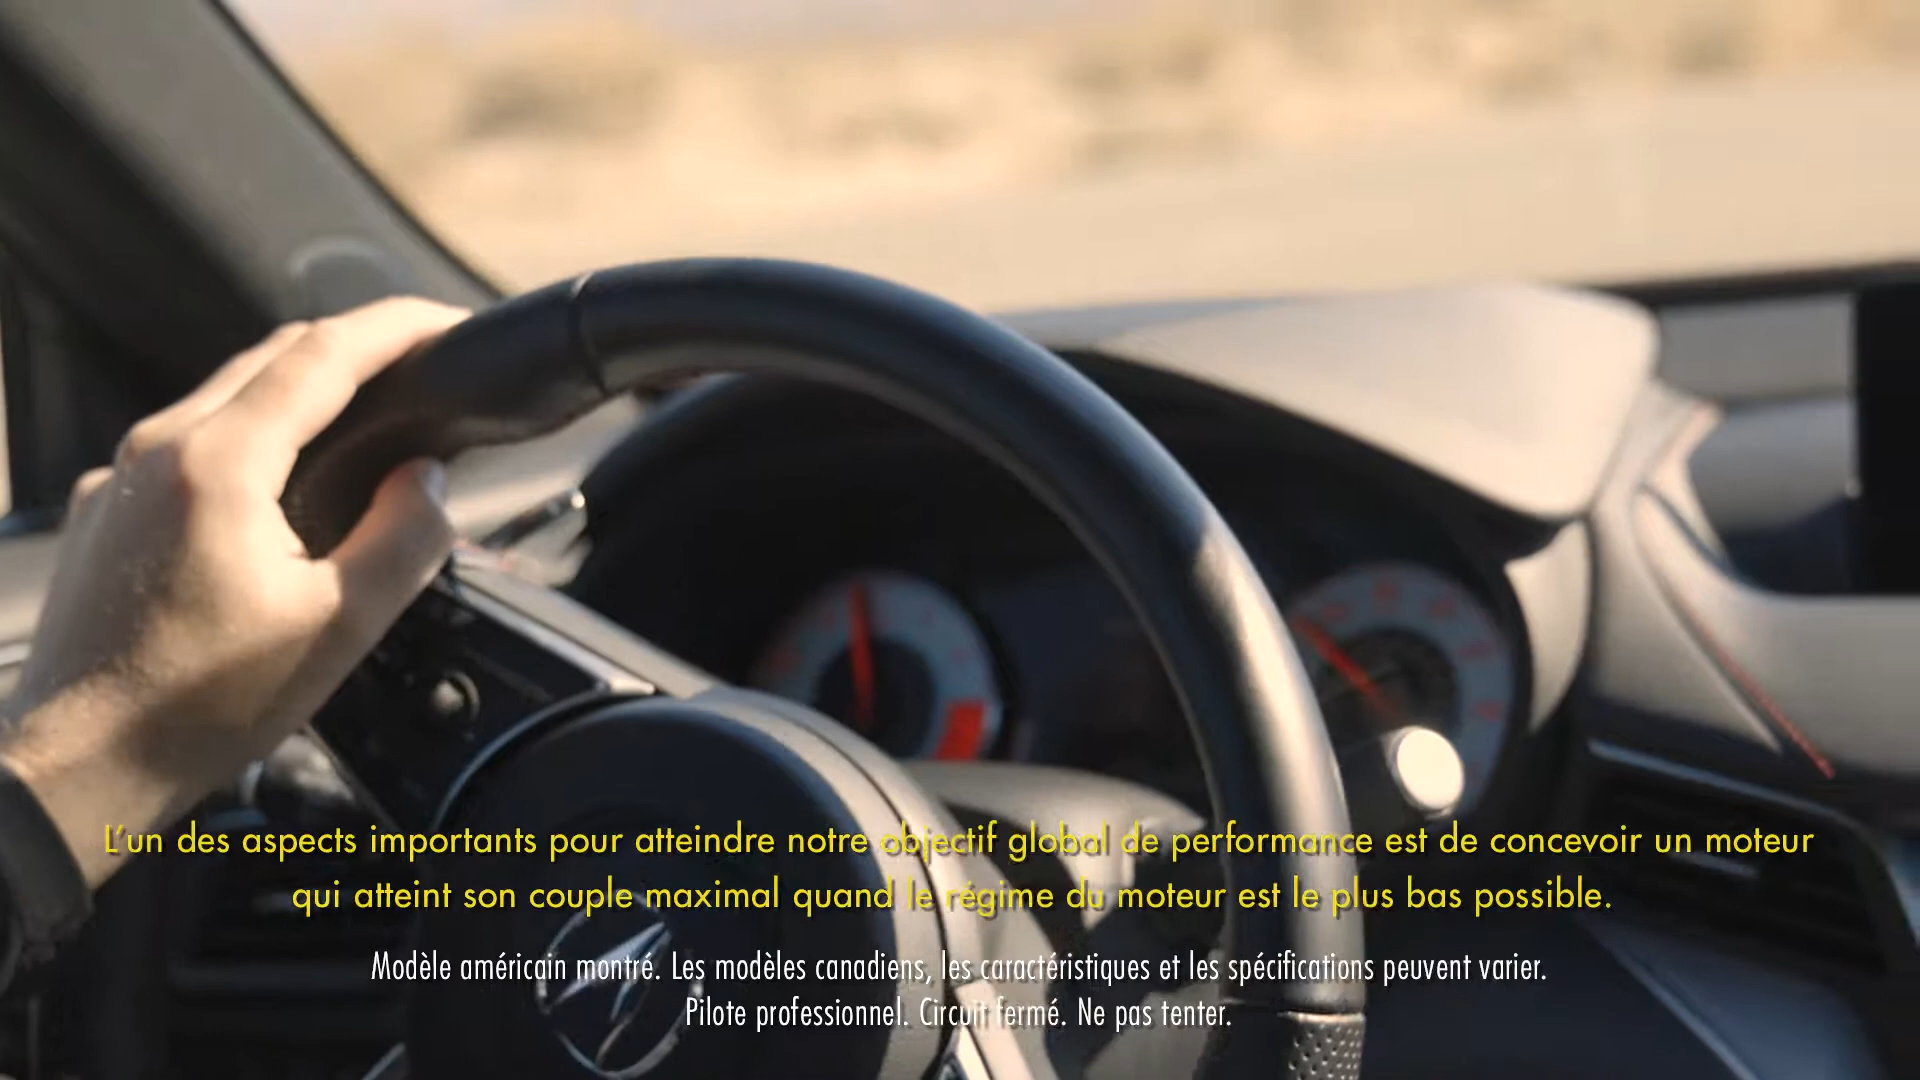 L’un des aspects importants pour atteindre notre objectif global de performance est de concevoir un moteur
qui atteint son couple maximal quand le régime du moteur est le plus bas possible.
Modèle américain montré. Les modèles canadiens, les caractéristiques et les spécifications peuvent varier.
Pilote professionnel. Circuit fermé. Ne pas tenter.